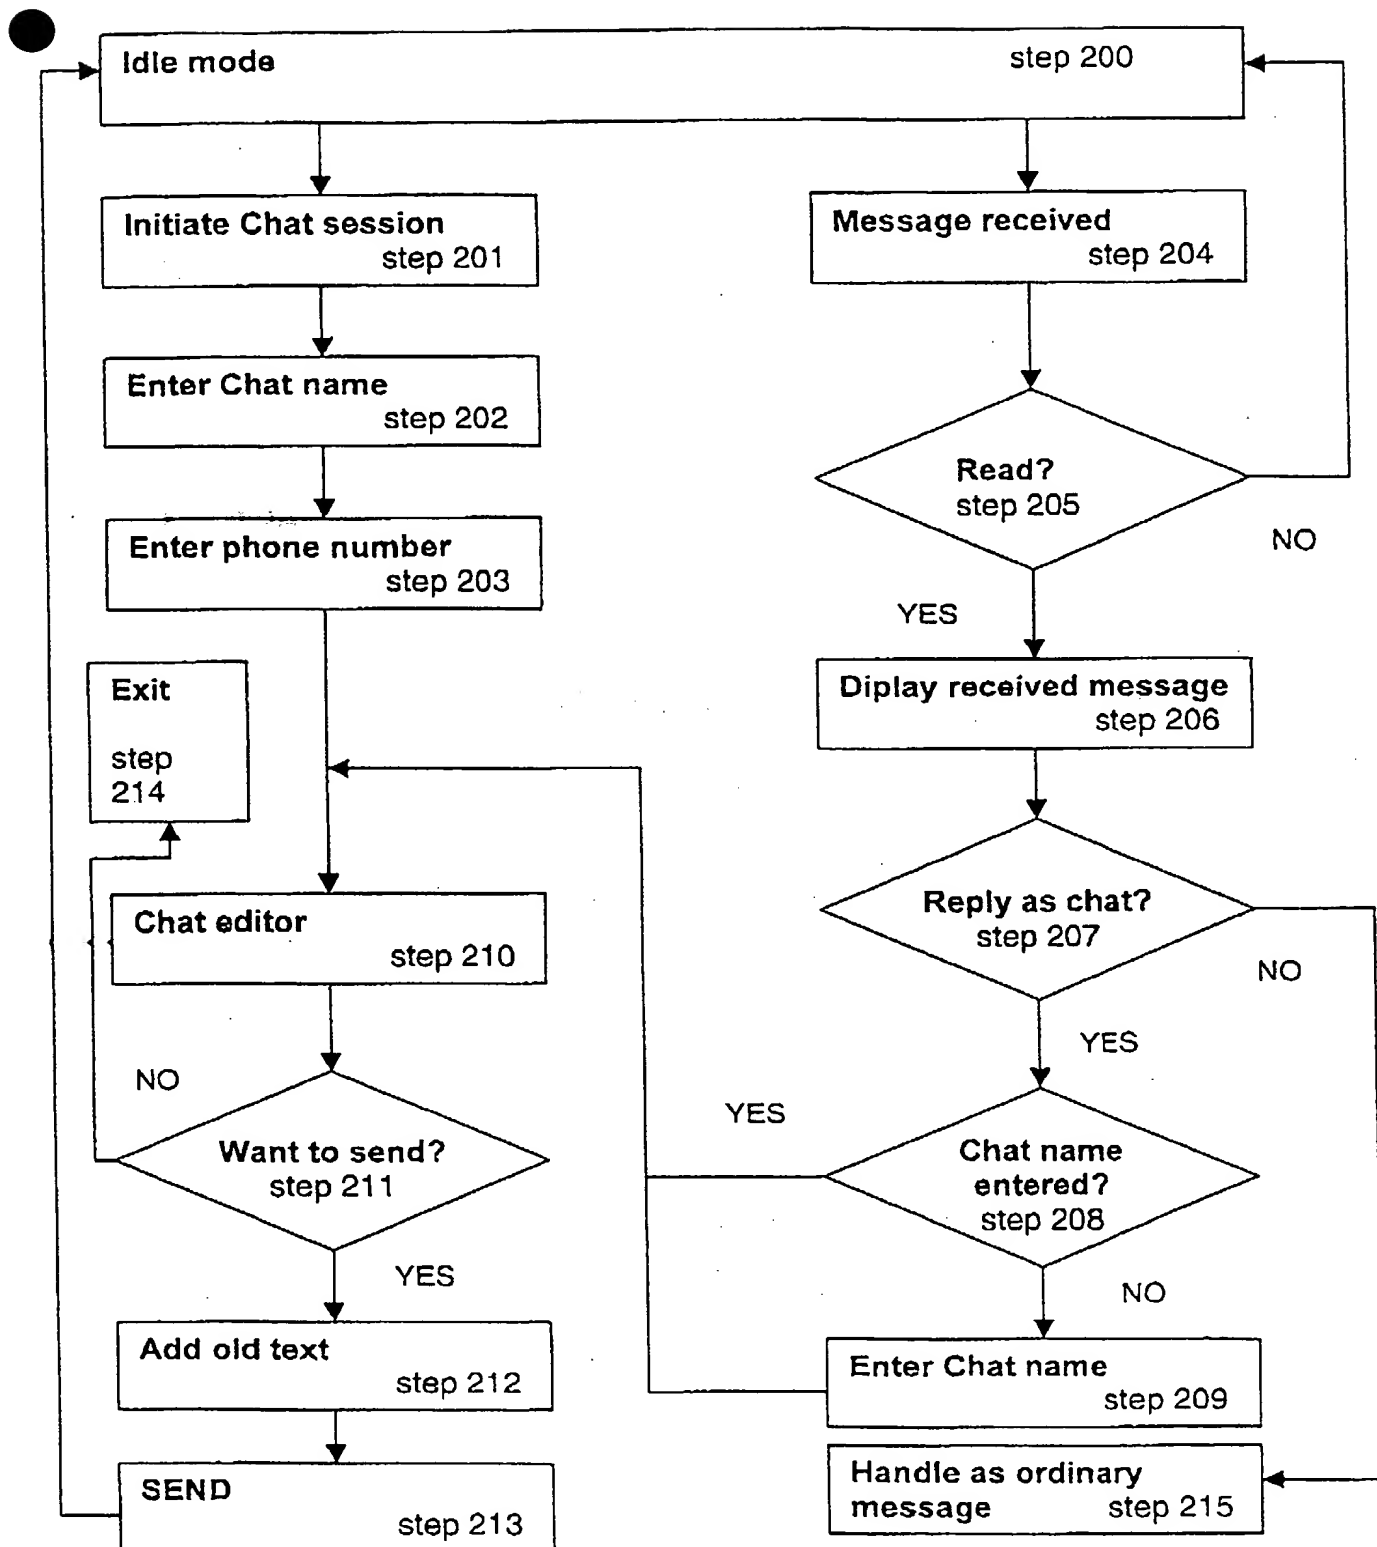 Idle mode step 200
Initiate Chat session
step 201
Enter Chat name
step 202
Enter phone number
step 203
Exit
step
214
Chat editor
step 210
NO
Want to send?
step 211
YES
Add old text
step 212
SEND
step 213
Message received
step 204
Read?
step 205
NO
YES
Diplay received message
step 206
Reply as chat?
step 207
NO
YES
YES
Chat name
entered?
step 208
NO
Enter Chat name
step 209
Handle as ordinary
message step 215